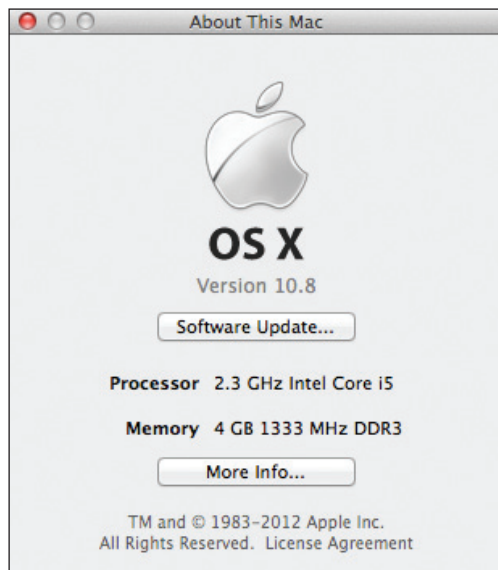 About This Mac
OS X
Version 10.8
Software Update...
Processor 2.3 GHz Intel Core i5
Memory 4 GB 1333 MHz DDR3
More Info...
TM and © 1983–2012 Apple Inc.
All Rights Reserved. License Agreement